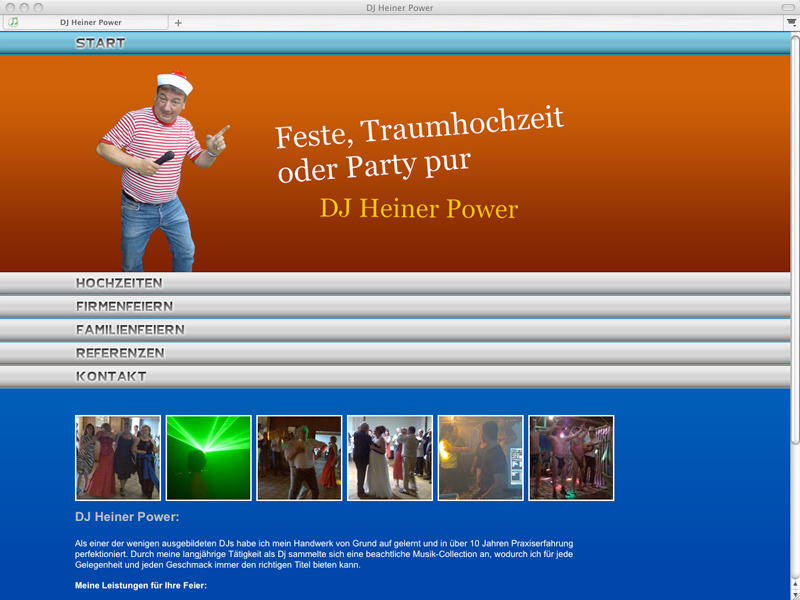 DJ Heiner Power
DJ Heiner Power
START
Feste, Traumhochzeit
oder Party pur
DJ Heiner Power
HOCHZEITEN
FIRMENFEIERN
FAMILIENFEIERN
REFERENZEN
KONTAKT
DJ Heiner Power:
Als einer der wenigen ausgebildeten DJs habe ich mein Handwerk von Grund auf gelernt und in über 10 Jahren Praxiserfahrung
perfektioniert. Durch meine langjährige Tätigkeit als Dj sammelte sich eine beachtliche Musik-Collection an, wodurch ich für jede
Gelegenheit und jeden Geschmack immer den richtigen Titel bieten kann.
Meine Leistungen für Ihre Feier: